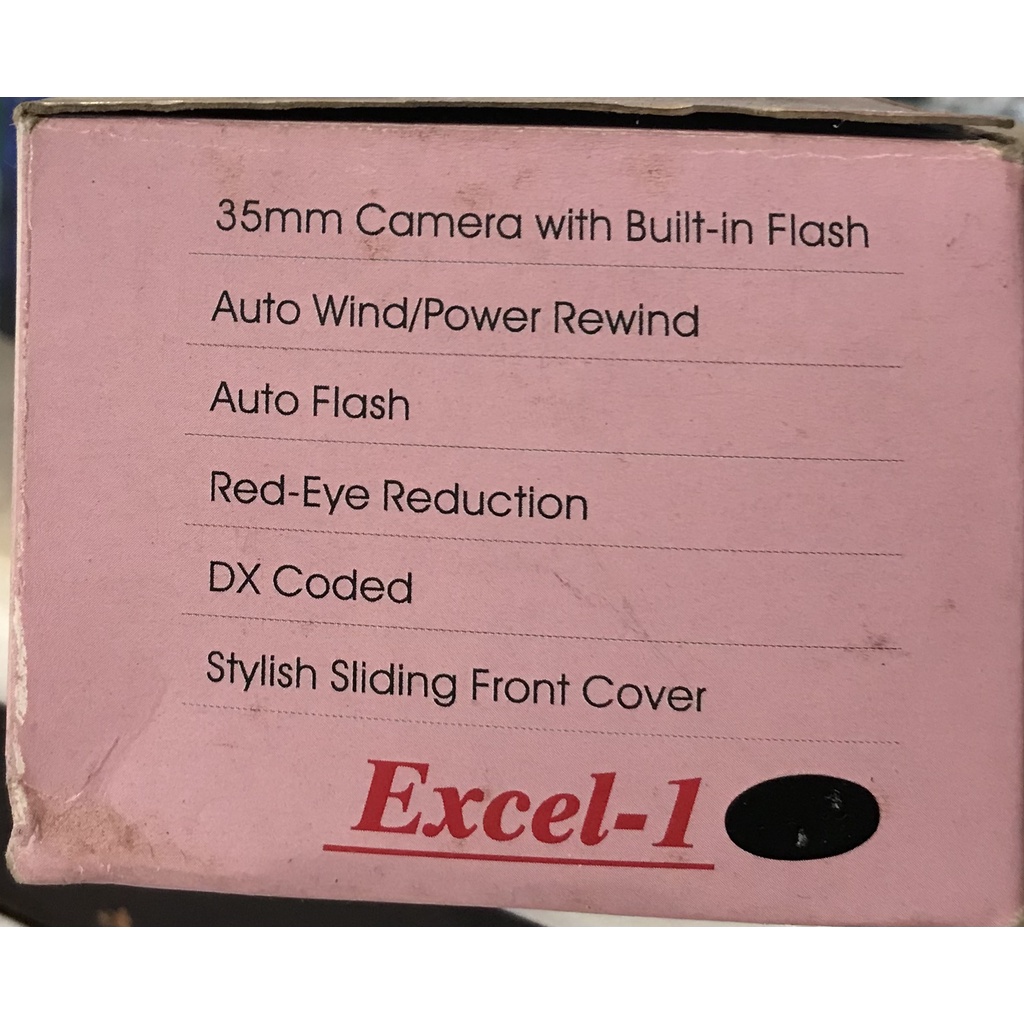 35mm Camera with Built-in Flash
Auto Wind/Power Rewind
Auto Flash
Red-Eye Reduction
DX Coded
Stylish Sliding Front Cover
Excel-1